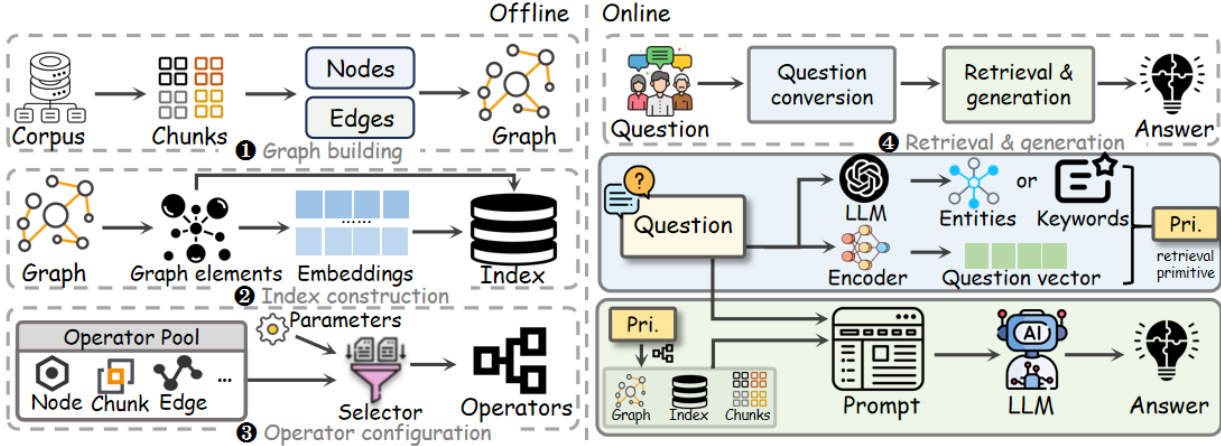 Offline
Online
Corpus
Chunks
Nodes
Edges
Graph
❶ Graph building
Graph
Graph elements
......
Embeddings
Index
❷ Index construction
Operator Pool
Node
Chunk
Edge
...
Parameters
Selector
Operators
❸ Operator configuration
Question
Question
conversion
Retrieval &
generation
Answer
❹ Retrieval & generation
?
Question
LLM
Entities
or
Keywords
Encoder
Question vector
Pri.
retrieval
primitive
Pri.
Graph
Index
Chunks
Prompt
AI
LLM
Answer